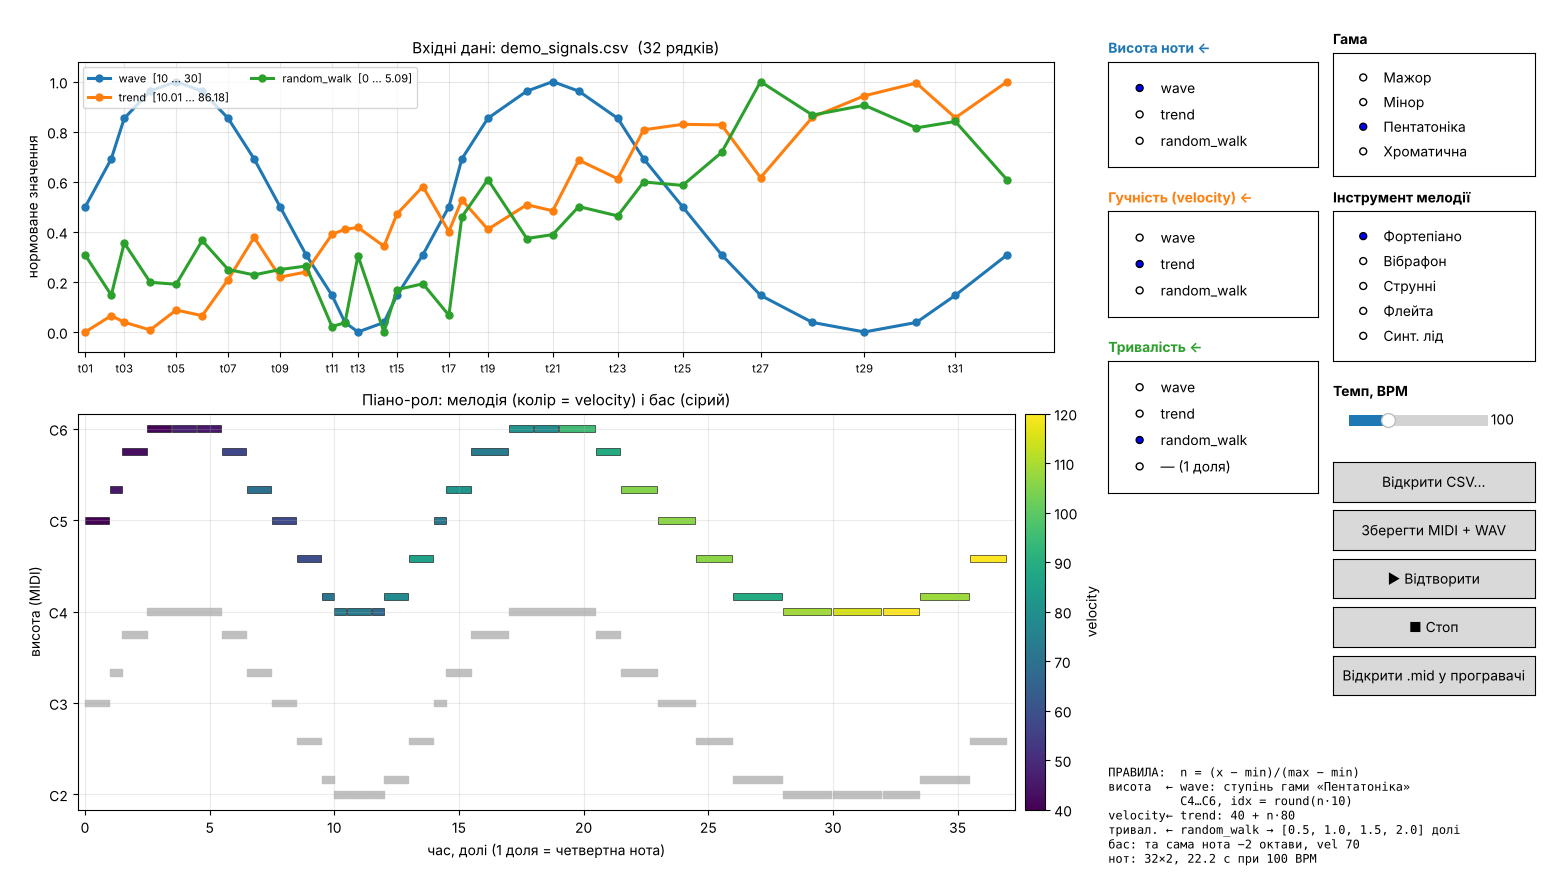 Вхідні дані: demo_signals.csv  (32 рядків)
wave  [10 … 30]
trend  [10.01 … 86.18]
random_walk  [0 … 5.09]
нормоване значення
1.0
0.8
0.6
0.4
0.2
0.0
t01 t03 t05 t07 t09 t11 t13 t15 t17 t19 t21 t23 t25 t27 t29 t31
Піано-рол: мелодія (колір = velocity) і бас (сірий)
висота (MIDI)
C6
C5
C4
C3
C2
0 5 10 15 20 25 30 35
час, долі (1 доля = четвертна нота)
120
110
100
90
80
70
60
50
40
velocity
Висота ноти ←
wave
trend
random_walk
Гучність (velocity) ←
wave
trend
random_walk
Тривалість ←
wave
trend
random_walk
— (1 доля)
Гама
Мажор
Мінор
Пентатоніка
Хроматична
Інструмент мелодії
Фортепіано
Вібрафон
Струнні
Флейта
Синт. лід
Темп, BPM
100
Відкрити CSV…
Зберегти MIDI + WAV
▶ Відтворити
■ Стоп
Відкрити .mid у програвачі
ПРАВИЛА:  n = (x − min)/(max − min)
висота  ← wave: ступінь гами «Пентатоніка»
C4…C6, idx = round(n·10)
velocity← trend: 40 + n·80
тривал. ← random_walk → [0.5, 1.0, 1.5, 2.0] долі
бас: та сама нота −2 октави, vel 70
нот: 32×2, 22.2 с при 100 BPM